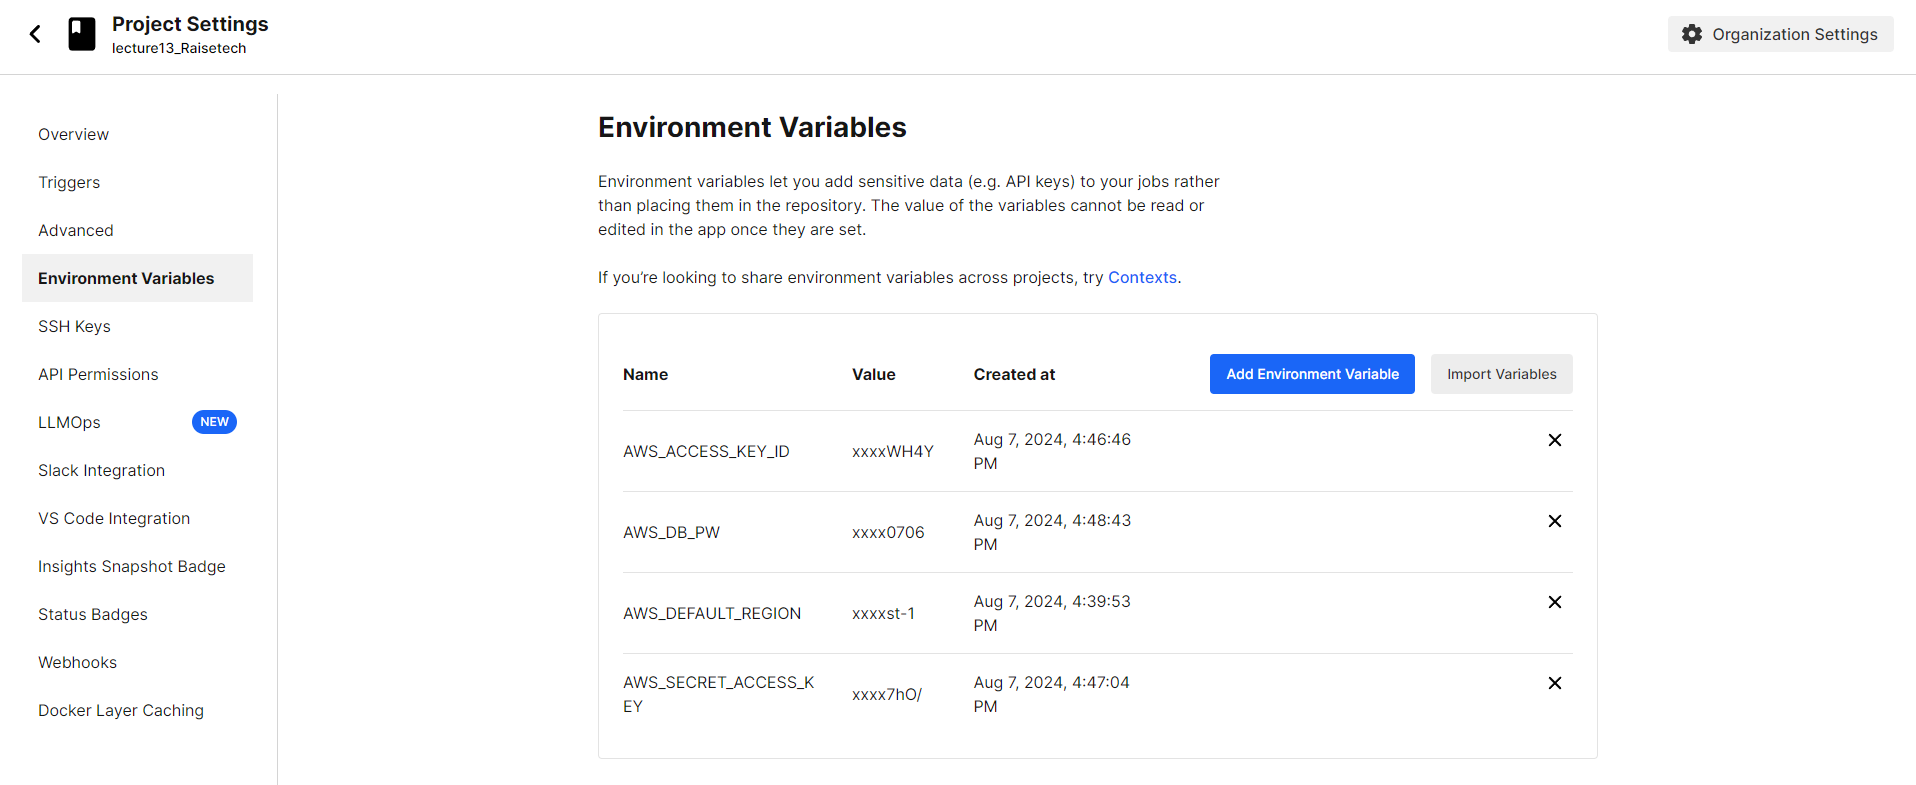 Project Settings
lecture13_Raisetech
Organization Settings
Overview
Triggers
Advanced
Environment Variables
SSH Keys
API Permissions
LLMOps NEW
Slack Integration
VS Code Integration
Insights Snapshot Badge
Status Badges
Webhooks
Docker Layer Caching
Environment Variables
Environment variables let you add sensitive data (e.g. API keys) to your jobs rather
than placing them in the repository. The value of the variables cannot be read or
edited in the app once they are set.
If you’re looking to share environment variables across projects, try Contexts.
Name Value Created at Add Environment Variable Import Variables
AWS_ACCESS_KEY_ID xxxxWH4Y Aug 7, 2024, 4:46:46
PM
AWS_DB_PW xxxx0706 Aug 7, 2024, 4:48:43
PM
AWS_DEFAULT_REGION xxxxst-1 Aug 7, 2024, 4:39:53
PM
AWS_SECRET_ACCESS_K xxxx7hO/ Aug 7, 2024, 4:47:04
EY PM